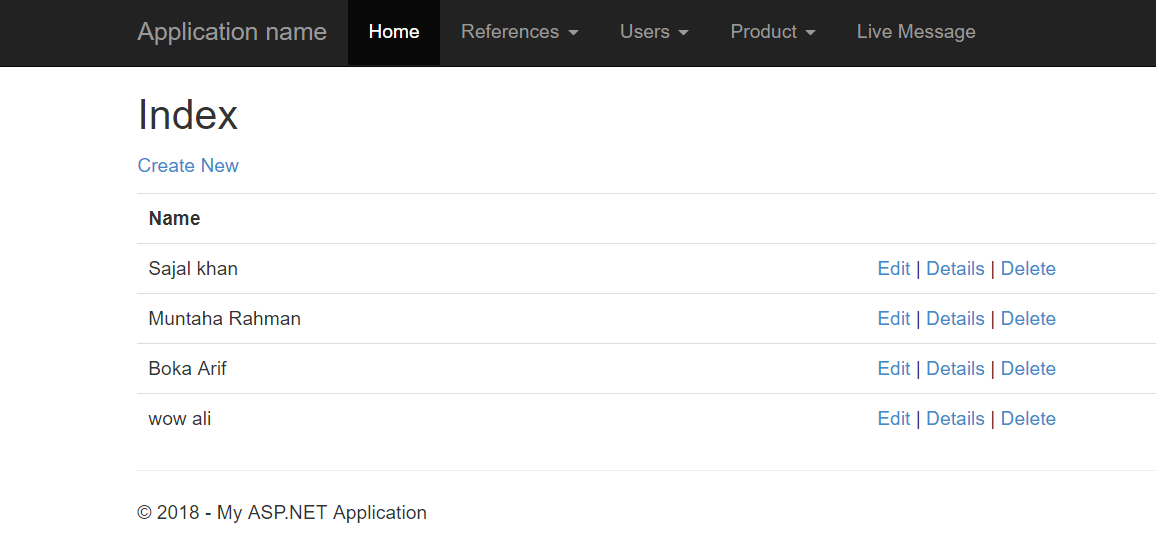 Application name Home References Users Product Live Message
Index
Create New
Name
Sajal khan Edit | Details | Delete
Muntaha Rahman Edit | Details | Delete
Boka Arif Edit | Details | Delete
wow ali Edit | Details | Delete
© 2018 - My ASP.NET Application